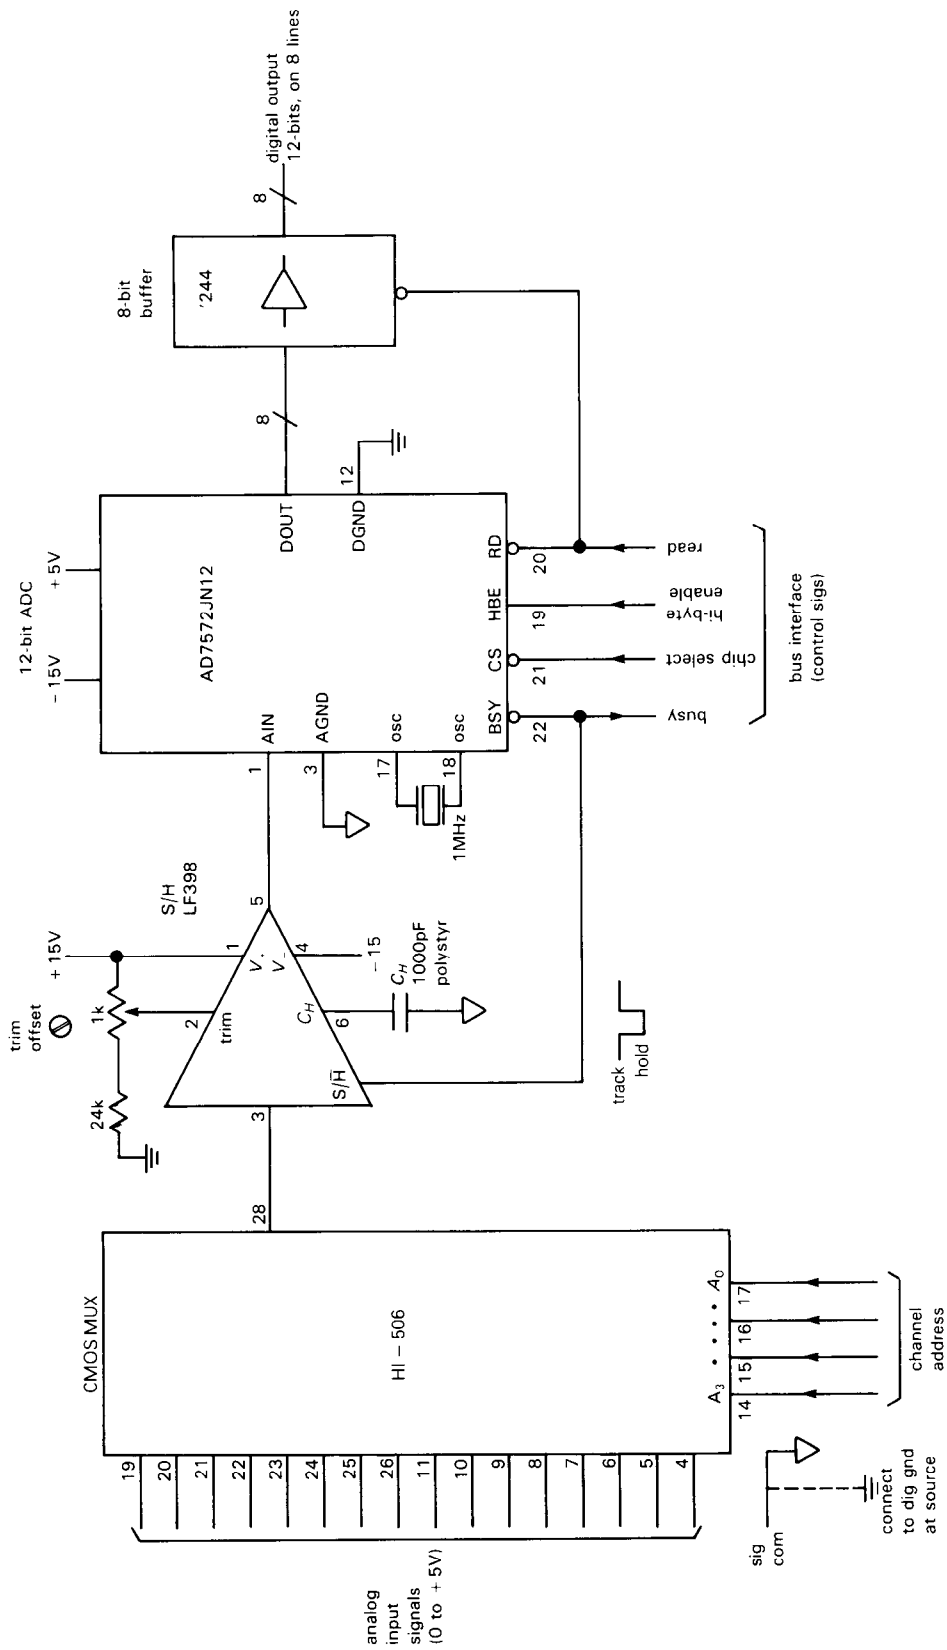 analog
input
signals
(0 to + 5V)
19
20
21
22
23
24
25
26
11
10
9
8
7
6
5
4
CMOS MUX
HI – 506
28
A3 • • • • • A0
14
15
16
17
channel
address
sig
com
connect
to dig gnd
at source
trim
offset
24k
1k
+15V
S/H
LF398
3
2
trim
1
V+
V-
4
-15
5
CH
6
CH
1000pF
polystyr
S/H̅
track
hold
12-bit ADC
-15V
+5V
AD7572JN12
1
AIN
3
AGND
17
osc
18
osc
1MHz
DOUT
DGND
12
BSY
CS
HBE
RD
22
21
19
20
busy
chip select
hi-byte
enable
read
bus interface
(control sigs)
8
8-bit
buffer
'244
8
digital output
12-bits, on 8 lines